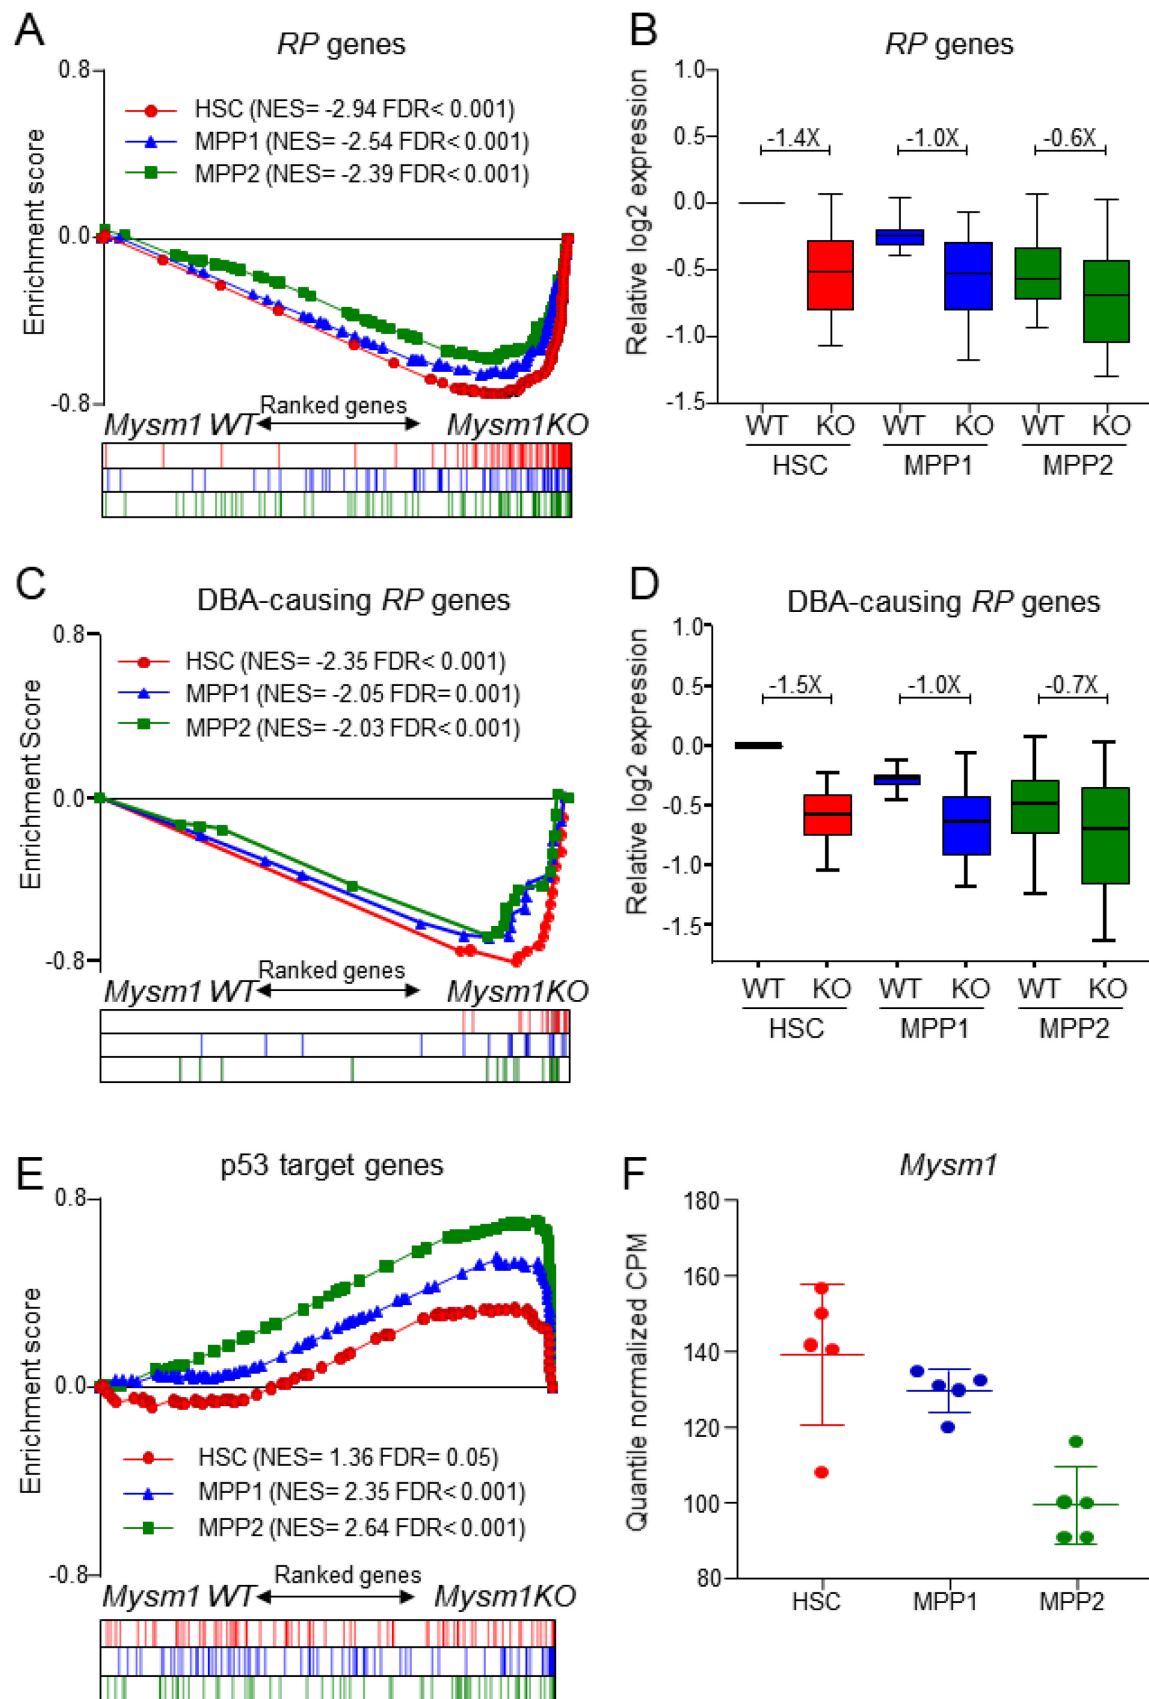 A
RP genes
0.8
HSC (NES= -2.94 FDR< 0.001)
MPP1 (NES= -2.54 FDR< 0.001)
MPP2 (NES= -2.39 FDR< 0.001)
Enrichment score
0.0
-0.8
Ranked genes
Mysm1 WT
Mysm1KO
B
RP genes
Relative log2 expression
1.0
0.5
0.0
-0.5
-1.0
-1.5
-1.4X
-1.0X
-0.6X
WT KO WT KO WT KO
HSC MPP1 MPP2
C
DBA-causing RP genes
0.8
HSC (NES= -2.35 FDR< 0.001)
MPP1 (NES= -2.05 FDR= 0.001)
MPP2 (NES= -2.03 FDR< 0.001)
Enrichment Score
0.0
-0.8
Ranked genes
Mysm1 WT
Mysm1KO
D
DBA-causing RP genes
Relative log2 expression
1.0
0.5
0.0
-0.5
-1.0
-1.5
-1.5X
-1.0X
-0.7X
WT KO WT KO WT KO
HSC MPP1 MPP2
E
p53 target genes
0.8
Enrichment score
0.0
HSC (NES= 1.36 FDR= 0.05)
MPP1 (NES= 2.35 FDR< 0.001)
MPP2 (NES= 2.64 FDR< 0.001)
-0.8
Ranked genes
Mysm1 WT
Mysm1KO
F
Mysm1
Quantile normalized CPM
180
160
140
120
100
80
HSC MPP1 MPP2